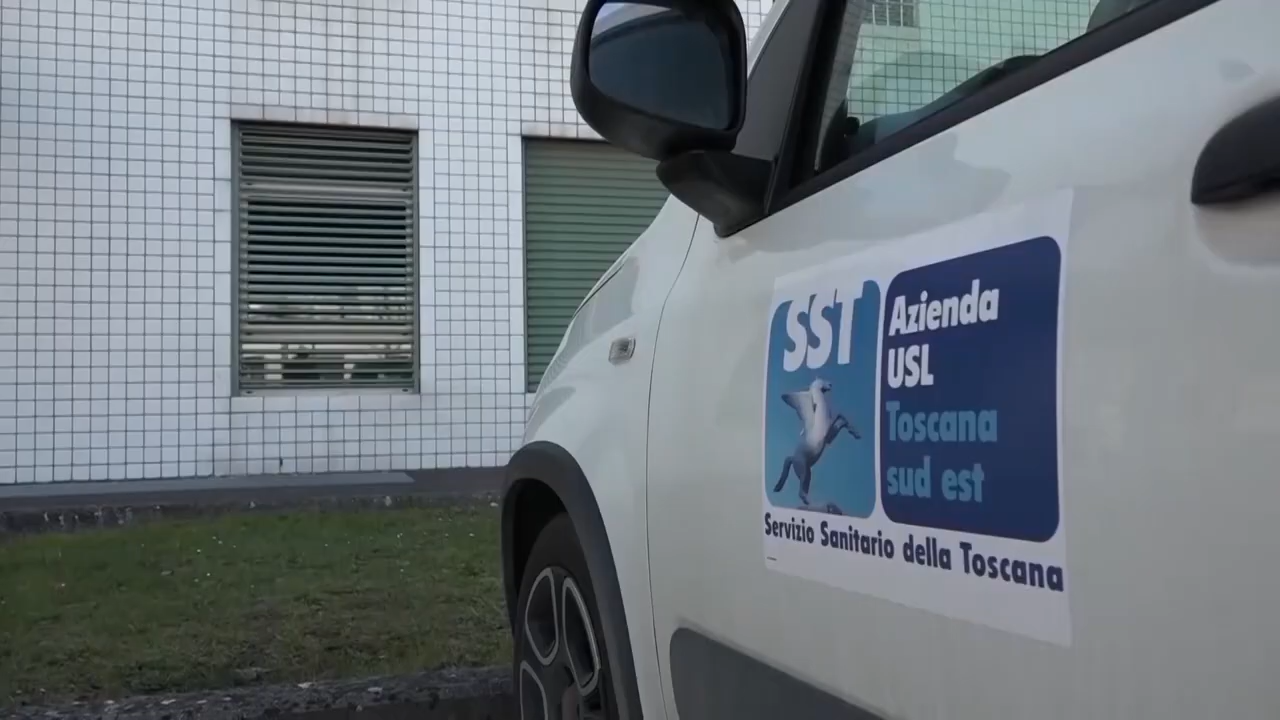 SST
Azienda
USL
Toscana
sud est
Servizio Sanitario della Toscana